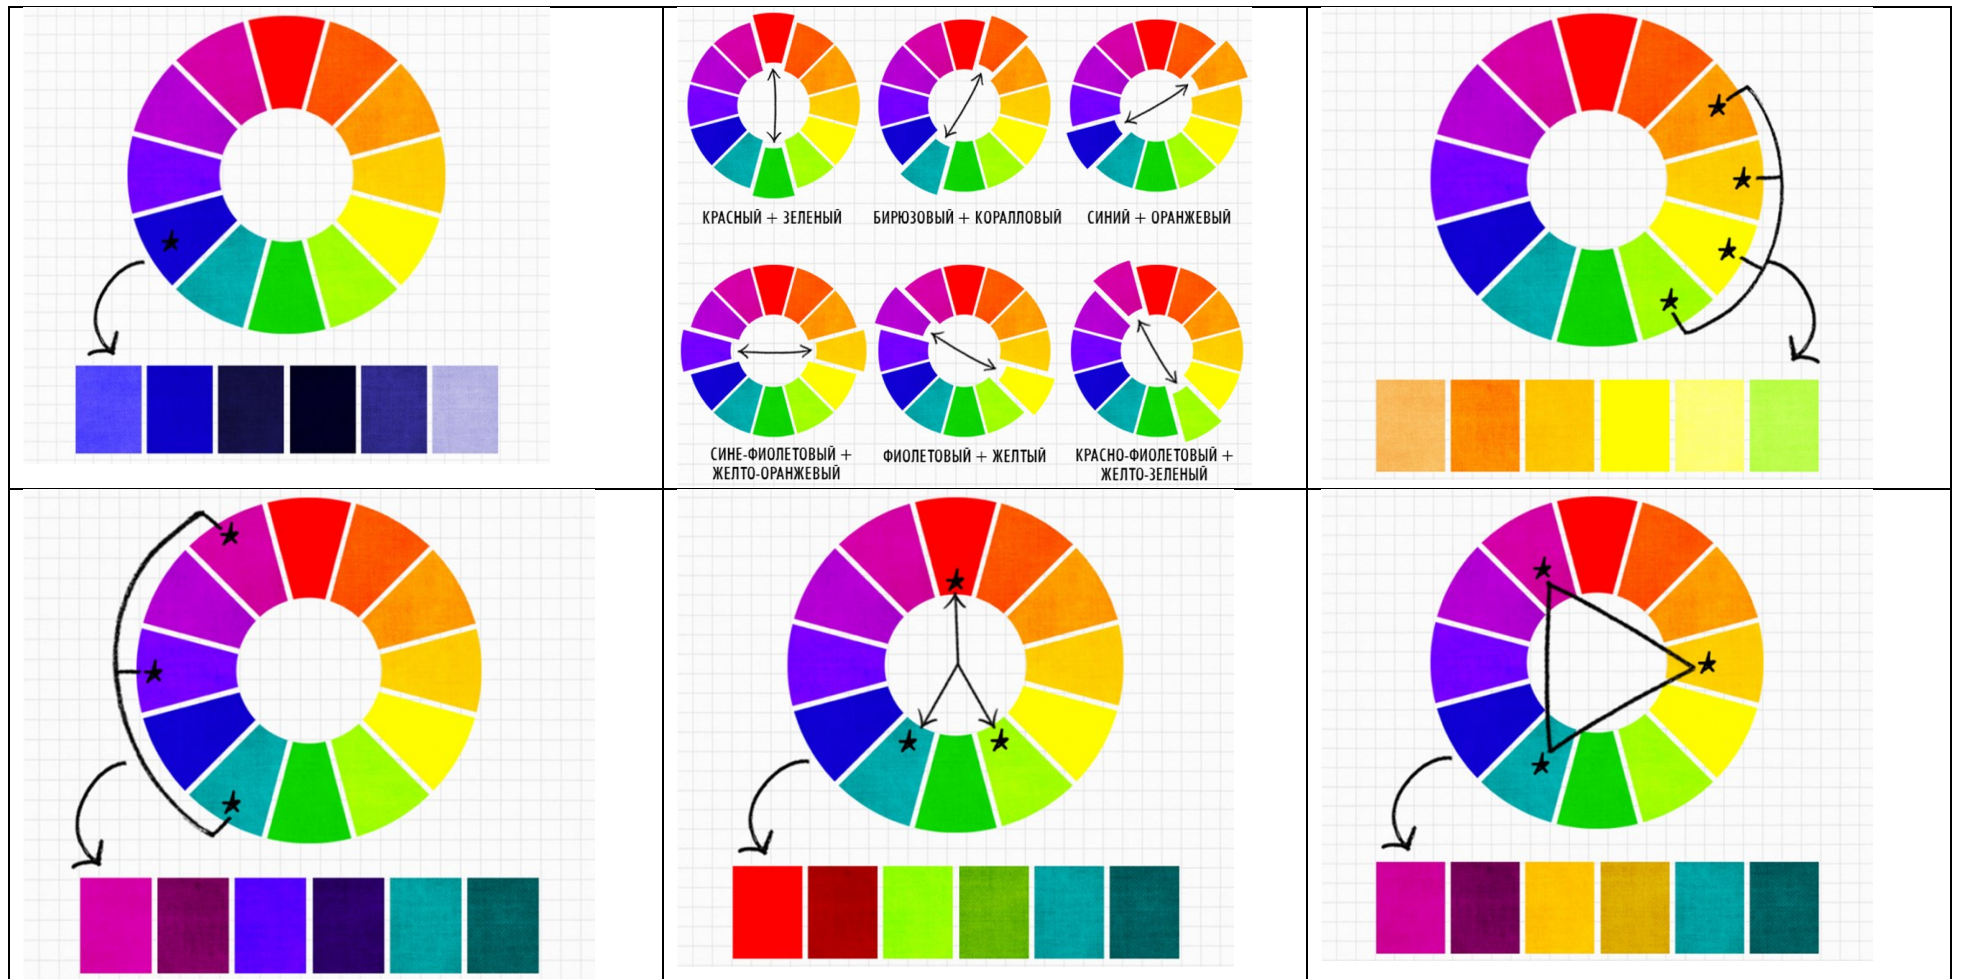 КРАСНЫЙ + ЗЕЛЕНЫЙ
БИРЮЗОВЫЙ + КОРАЛЛОВЫЙ
СИНИЙ + ОРАНЖЕВЫЙ
СИНЕ-ФИОЛЕТОВЫЙ +
ЖЕЛТО-ОРАНЖЕВЫЙ
ФИОЛЕТОВЫЙ + ЖЕЛТЫЙ
КРАСНО-ФИОЛЕТОВЫЙ +
ЖЕЛТО-ЗЕЛЕНЫЙ